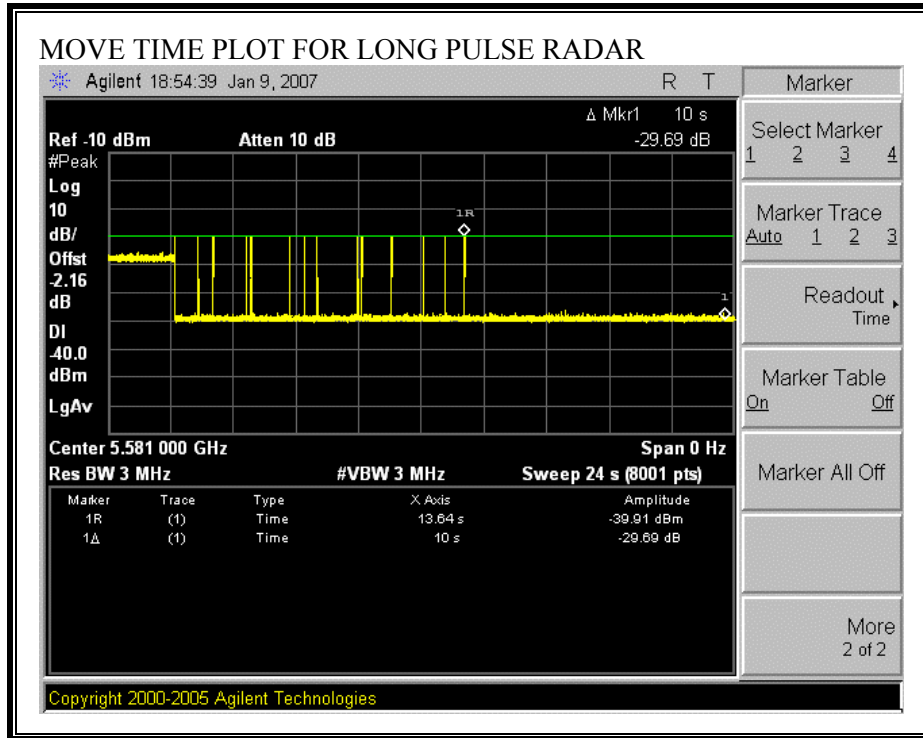 MOVE TIME PLOT FOR LONG PULSE RADAR
Agilent 18:54:39 Jan 9, 2007 R T
Δ Mkr1 10 s
Ref -10 dBm Atten 10 dB -29.69 dB
#Peak
Log
10
dB/
Offst
-2.16
dB
DI
-40.0
dBm
LgAv
1R
1
Center 5.581 000 GHz Span 0 Hz
Res BW 3 MHz #VBW 3 MHz Sweep 24 s (8001 pts)
Marker Trace Type X Axis Amplitude
1R (1) Time 13.64 s -39.91 dBm
1Δ (1) Time 10 s -29.69 dB
Marker
Select Marker
1 2 3 4
Marker Trace
Auto 1 2 3
Readout
Time
Marker Table
On Off
Marker All Off
More
2 of 2
Copyright 2000-2005 Agilent Technologies